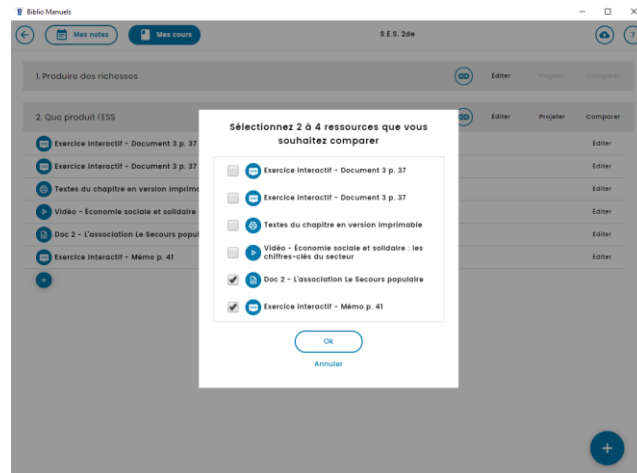 Biblio Manuels
Mes notes
Mes cours
S.E.S. 2de
?
1. Produire des richesses
Editer
Projeter
Comparer
2. Que produit l'ESS
Editer
Projeter
Comparer
Exercice interactif - Document 3 p. 37
Editer
Exercice interactif - Document 3 p. 37
Editer
Textes du chapitre en version imprim
Editer
Vidéo - Économie sociale et solidaire
Editer
Doc 2 - L'association Le Secours popul
Editer
Exercice interactif - Mémo p. 41
Editer
Sélectionnez 2 à 4 ressources que vous
souhaitez comparer
Exercice interactif - Document 3 p. 37
Exercice interactif - Document 3 p. 37
Textes du chapitre en version imprimable
Vidéo - Économie sociale et solidaire : les
chiffres-clés du secteur
Doc 2 - L'association Le Secours populaire
Exercice interactif - Mémo p. 41
Ok
Annuler